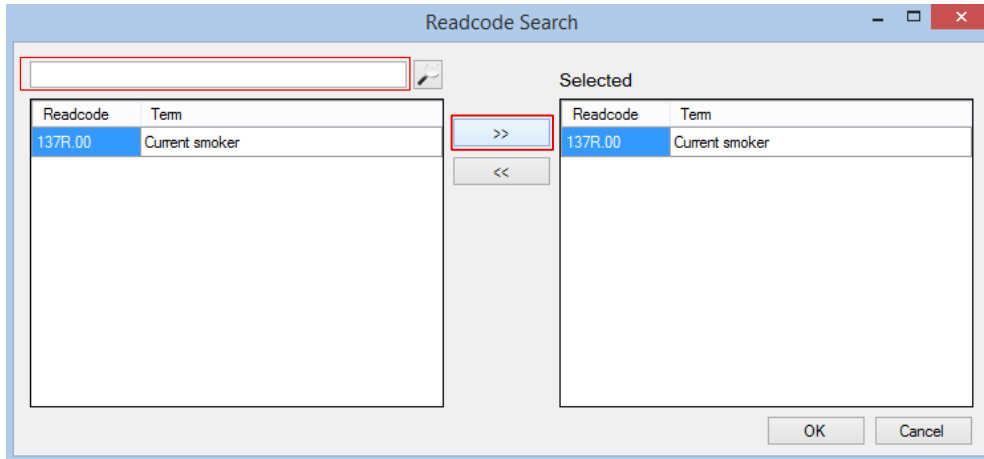 Readcode Search
Selected
Readcode Term
137R.00 Current smoker
>>
<<
Readcode Term
137R.00 Current smoker
OK Cancel